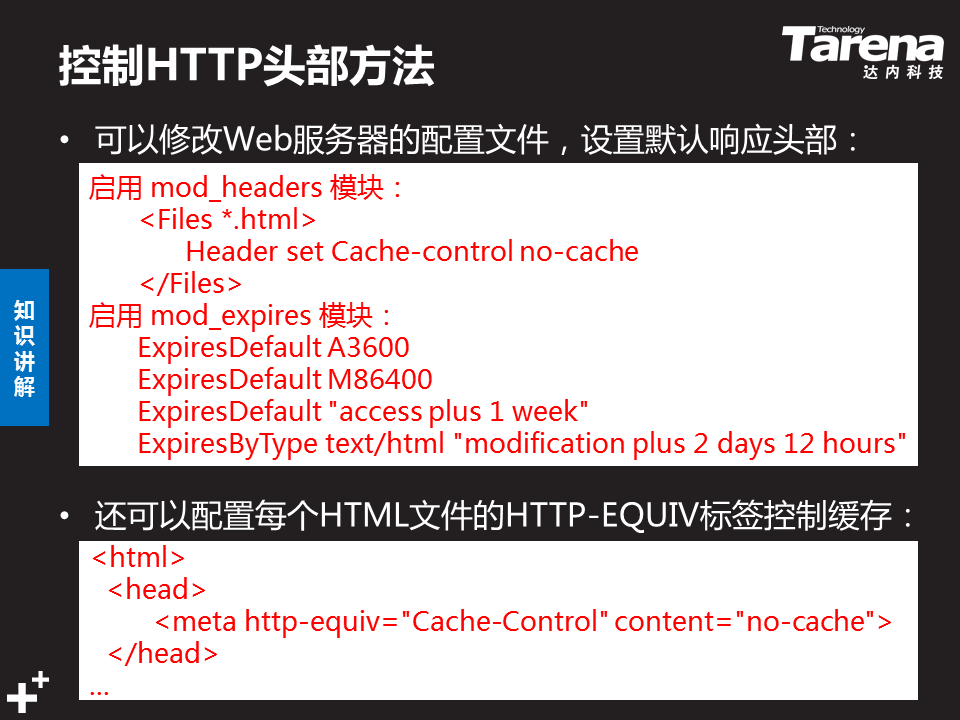 控制HTTP头部方法
Technology
Tarena
达内科技
• 可以修改Web服务器的配置文件，设置默认响应头部：
启用 mod_headers 模块：
<Files *.html>
Header set Cache-control no-cache
</Files>
启用 mod_expires 模块：
ExpiresDefault A3600
ExpiresDefault M86400
ExpiresDefault "access plus 1 week"
ExpiresByType text/html "modification plus 2 days 12 hours"
知识讲解
• 还可以配置每个HTML文件的HTTP-EQUIV标签控制缓存：
<html>
<head>
<meta http-equiv="Cache-Control" content="no-cache">
</head>
...